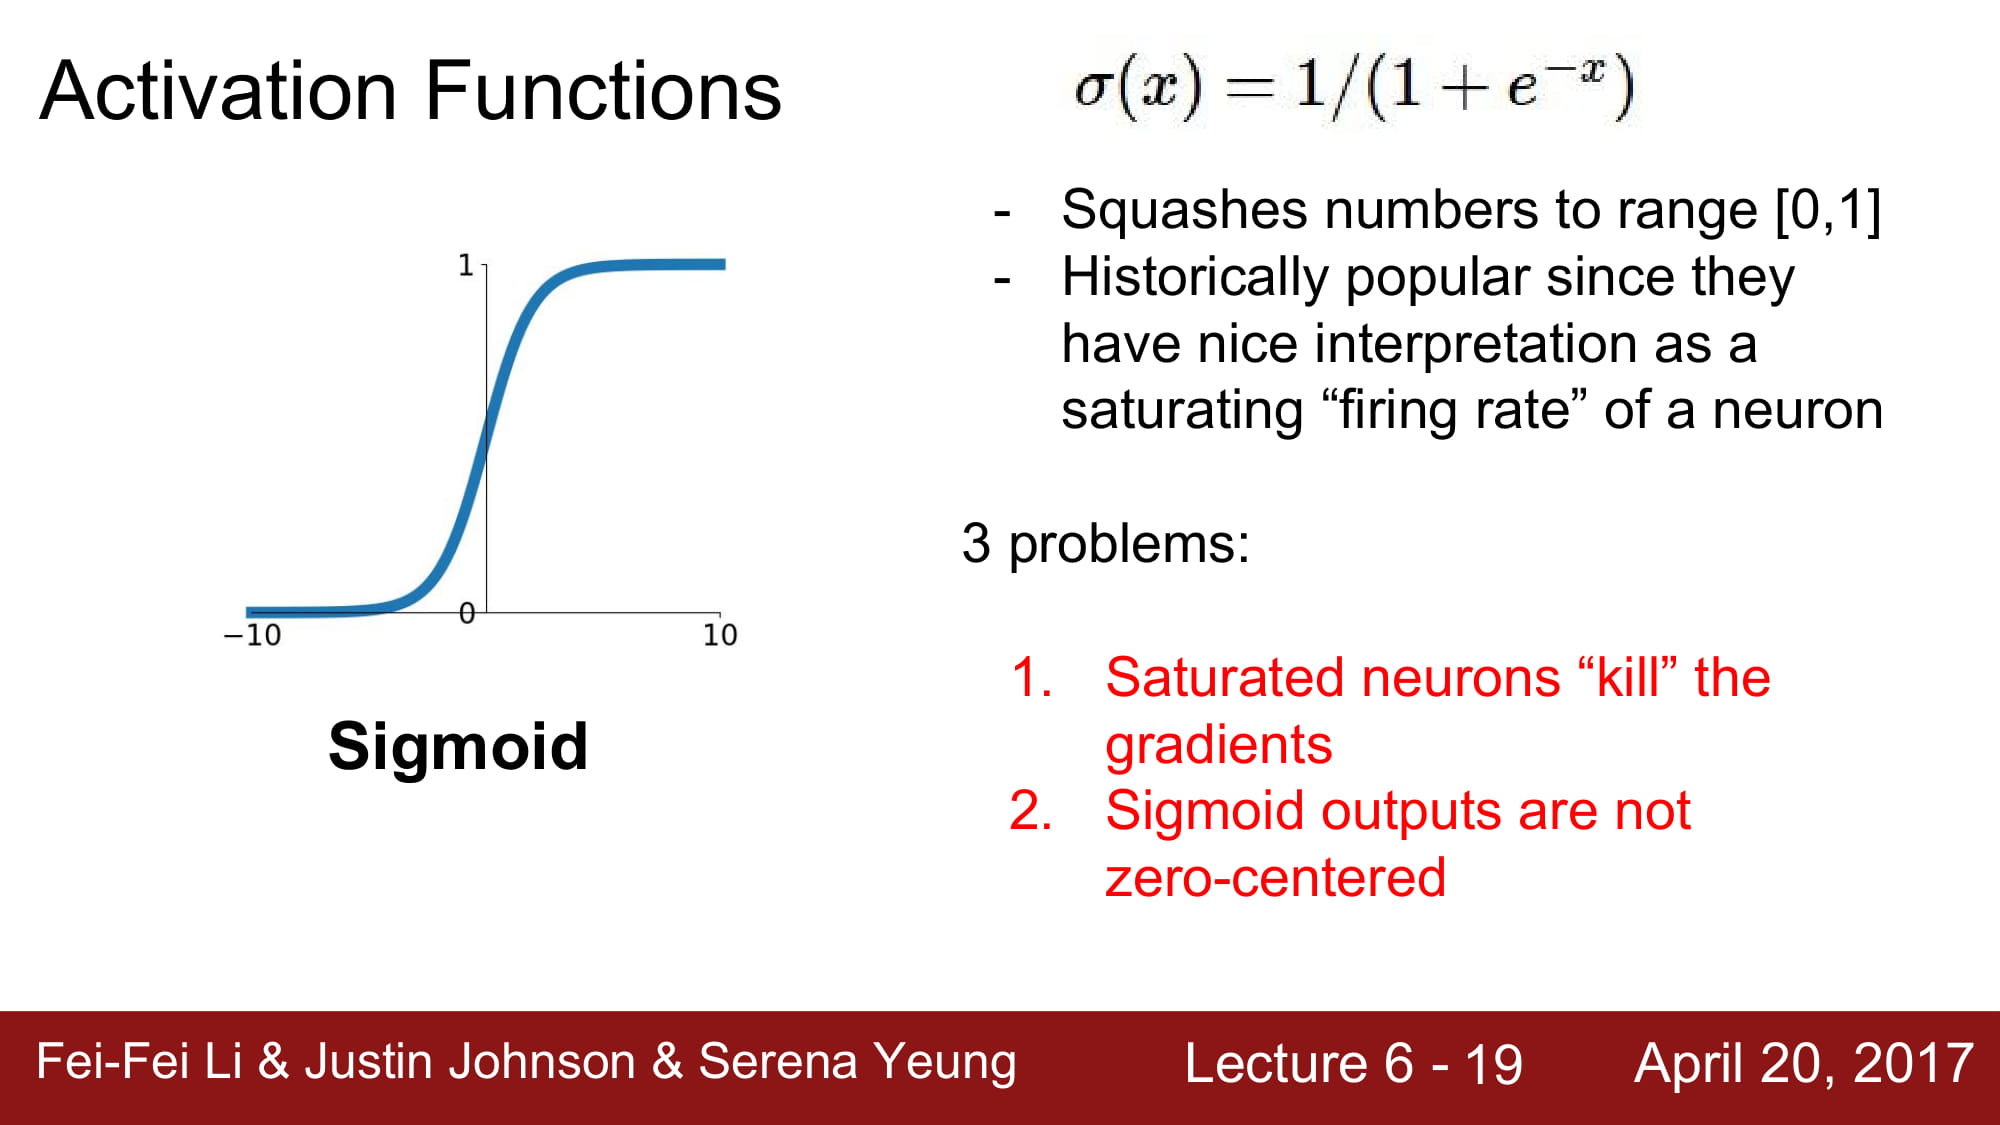 Activation Functions
σ(x) = 1/(1 + e⁻ˣ)
- Squashes numbers to range [0,1]
- Historically popular since they
have nice interpretation as a
saturating “firing rate” of a neuron
1
0
−10
10
Sigmoid
3 problems:
1. Saturated neurons “kill” the
gradients
2. Sigmoid outputs are not
zero-centered
Fei-Fei Li & Justin Johnson & Serena Yeung
Lecture 6 - 19
April 20, 2017